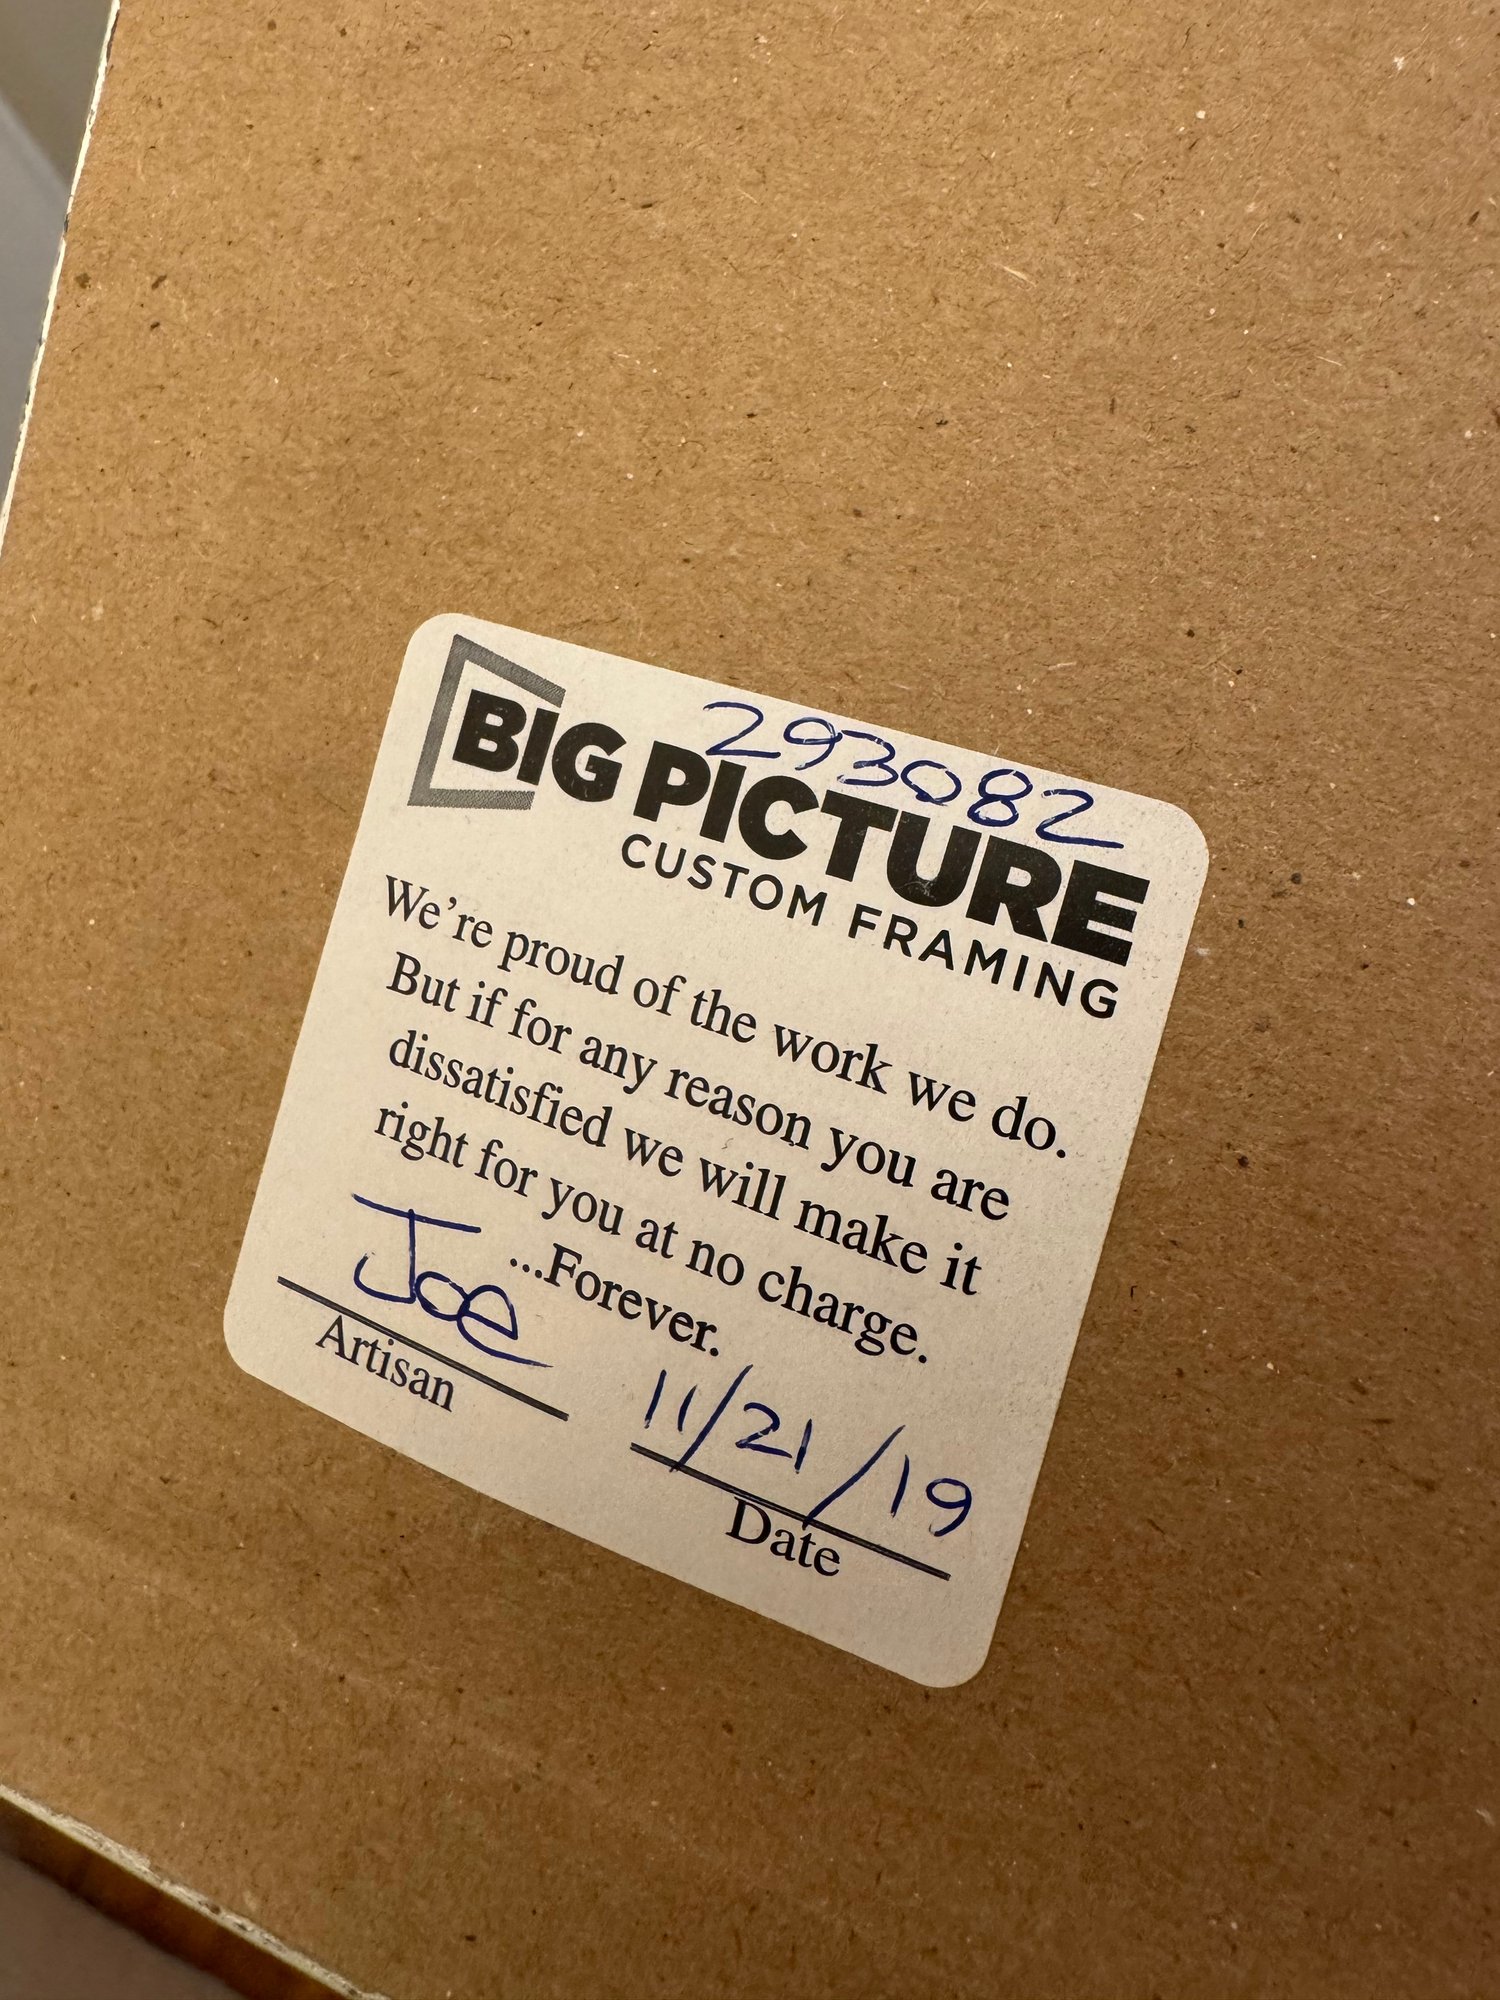 293082
BIG PICTURE
CUSTOM FRAMING
We're proud of the work we do.
But if for any reason you are
dissatisfied we will make it
right for you at no charge.
...Forever.
Joe
Artisan
11/21/19
Date